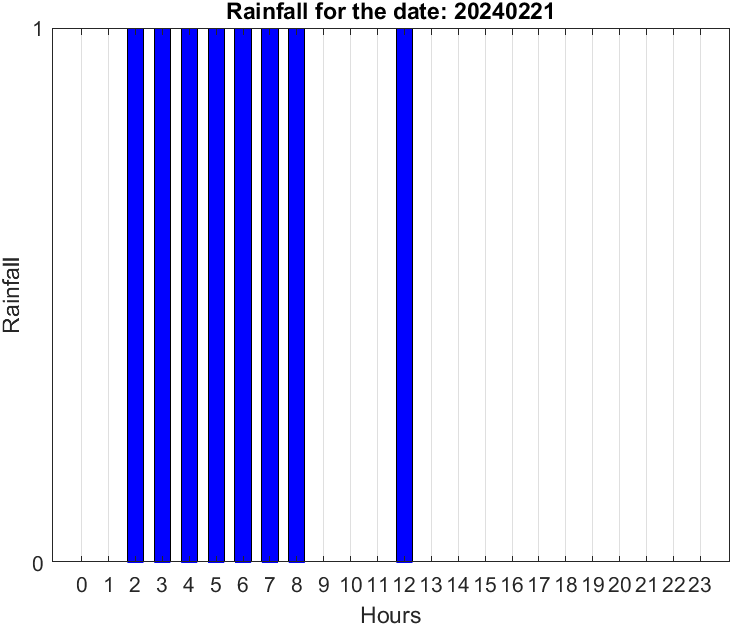 Rainfall for the date: 20240221
1
Rainfall
0
0 1 2 3 4 5 6 7 8 9 10 11 12 13 14 15 16 17 18 19 20 21 22 23
Hours